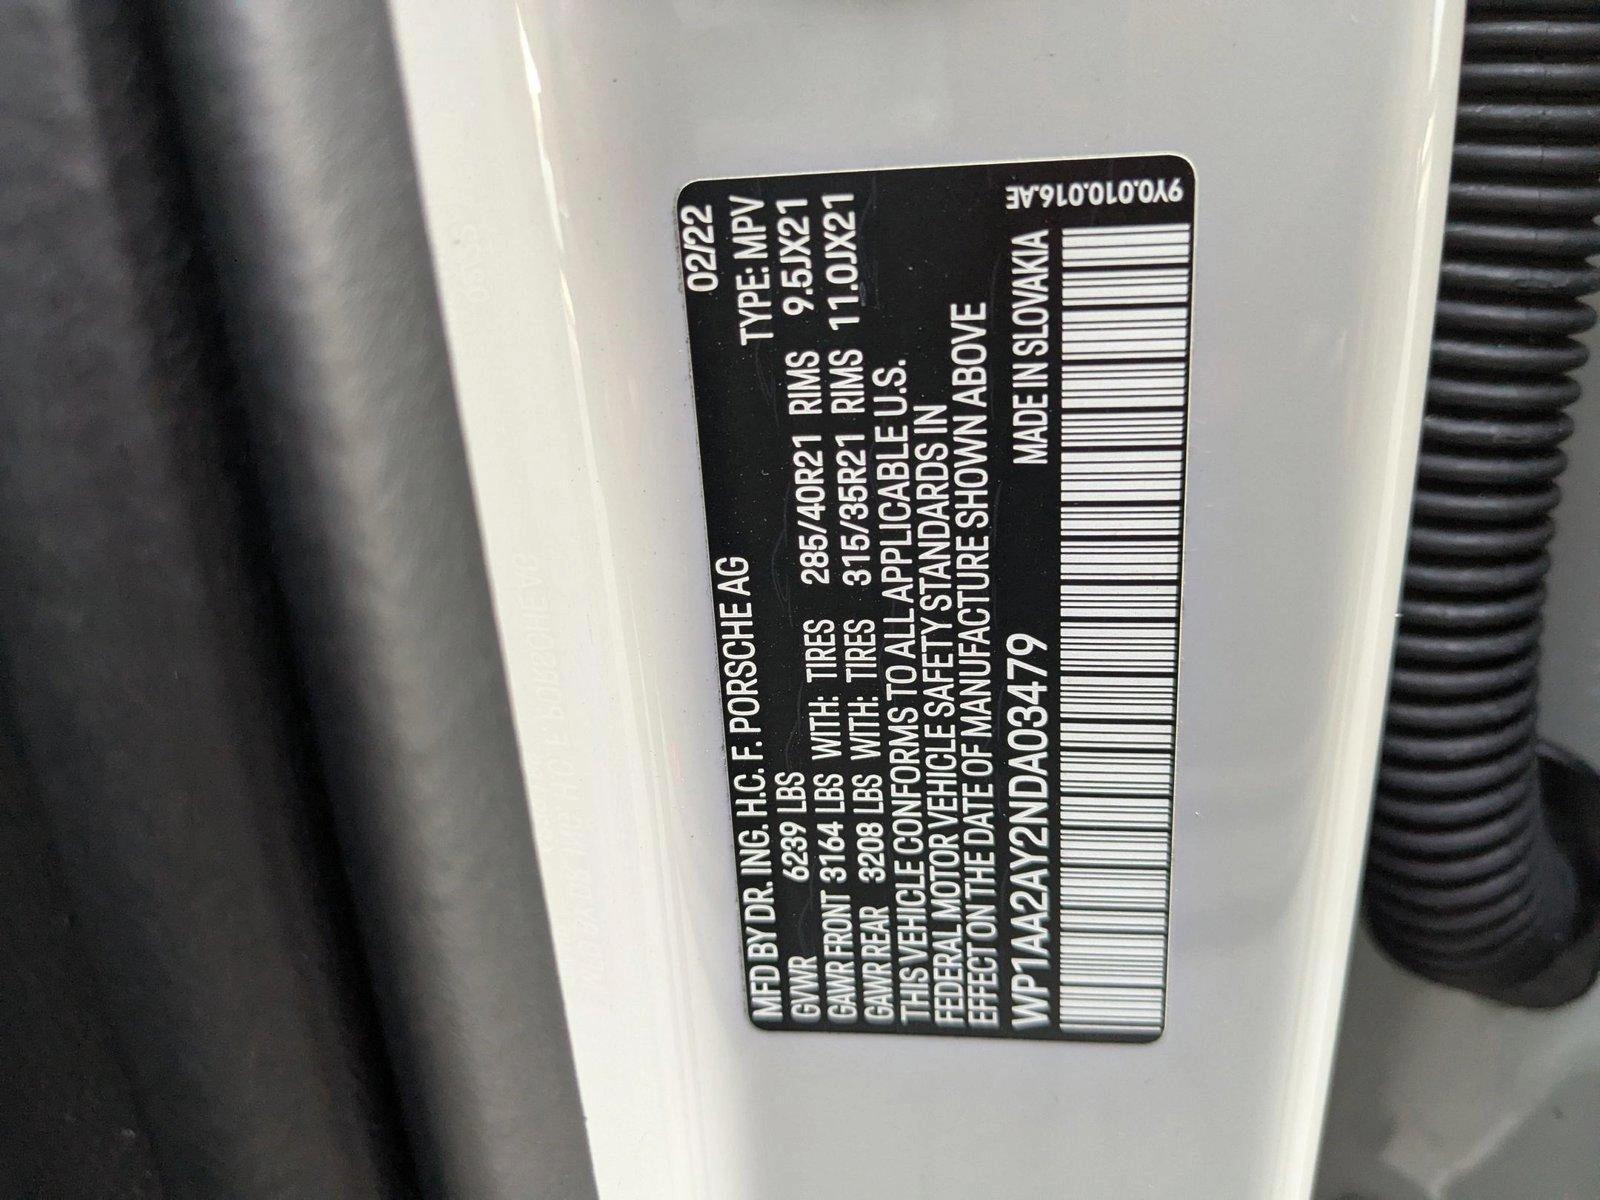 02/22
MFD BY DR. ING. H.C. F. PORSCHE AG TYPE: MPV
GVWR 6239 LBS
GAWR FRONT 3164 LBS WITH: TIRES 285/40R21 RIMS 9.5JX21
GAWR REAR 3208 LBS WITH: TIRES 315/35R21 RIMS 11.0JX21
THIS VEHICLE CONFORMS TO ALL APPLICABLE U.S.
FEDERAL MOTOR VEHICLE SAFETY STANDARDS IN
EFFECT ON THE DATE OF MANUFACTURE SHOWN ABOVE
WP1AA2AY2NDA03479 MADE IN SLOVAKIA
9Y0.010.016.AE